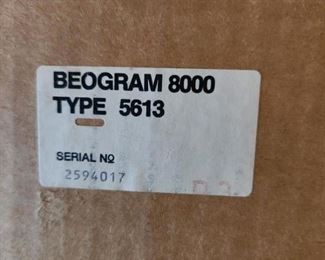 BEOGRAM 8000
TYPE 5613
SERIAL Nº
2594017